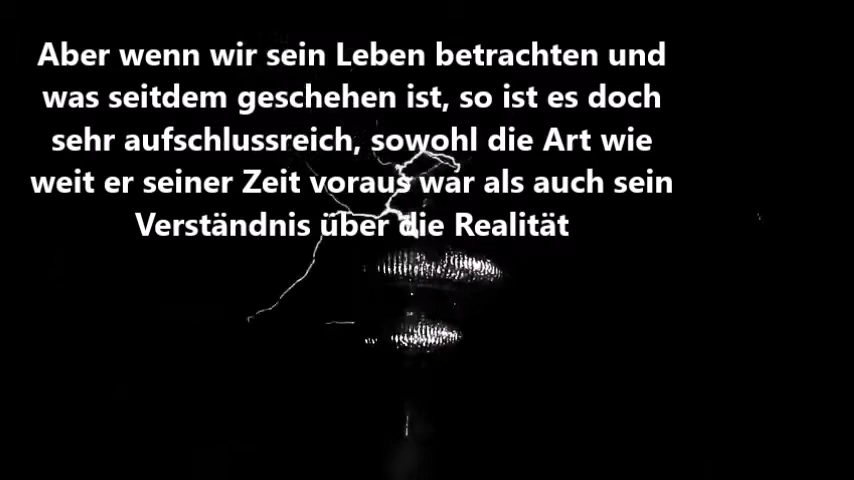 Aber wenn wir sein Leben betrachten und
was seitdem geschehen ist, so ist es doch
sehr aufschlussreich, sowohl die Art wie
weit er seiner Zeit voraus war als auch sein
Verständnis über die Realität